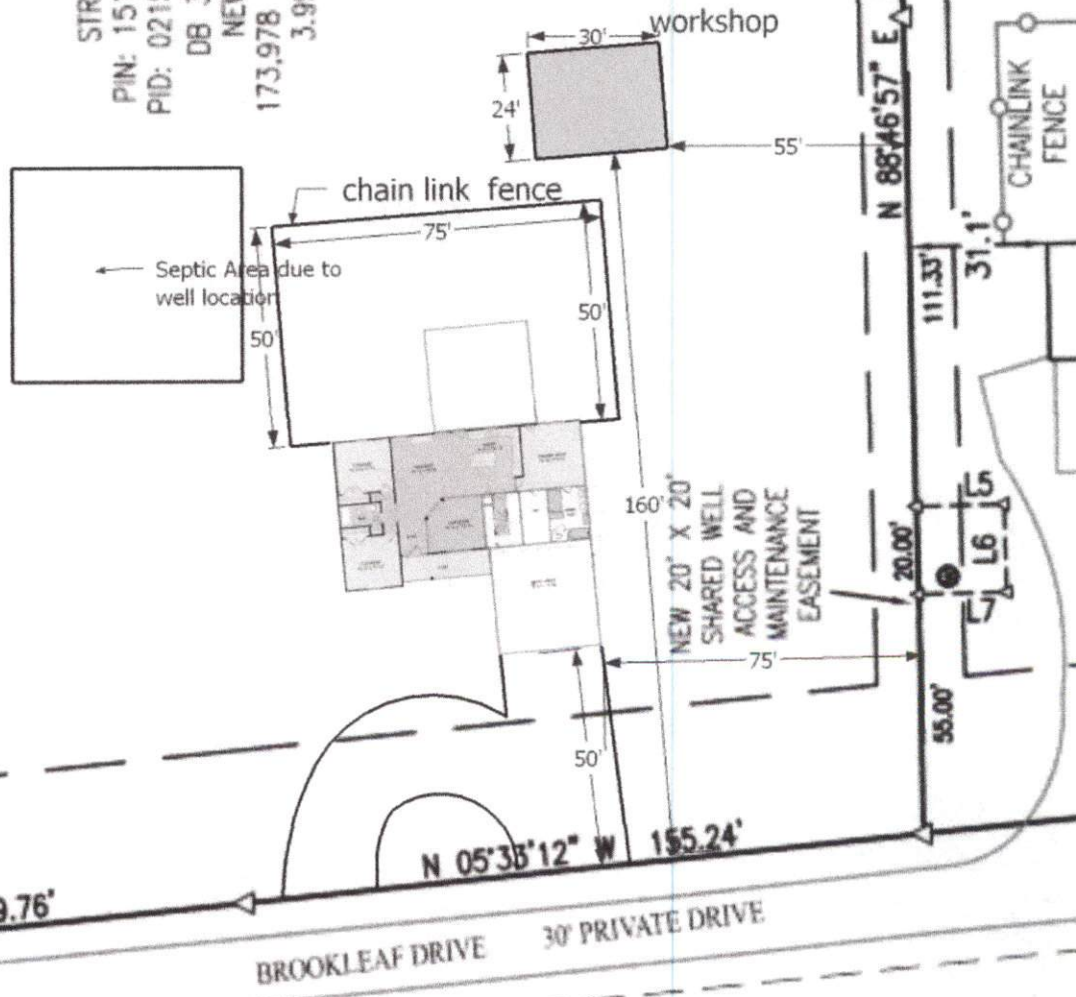 STR
PIN: 151
PID: 021
DB
NEW
173,978
3.9
workshop
30'
24'
55'
N 88°46'57" E
CHAINLINK
FENCE
chain link fence
75'
Septic Area due to
well location
50'
50'
111.33'
31.1'
160'
NEW 20' X 20'
SHARED WELL
ACCESS AND
MAINTENANCE
EASEMENT
20.00'
L5
L6
L7
75'
55.00'
50'
N 05°33'12" W 155.24'
9.76'
BROOKLEAF DRIVE 30' PRIVATE DRIVE